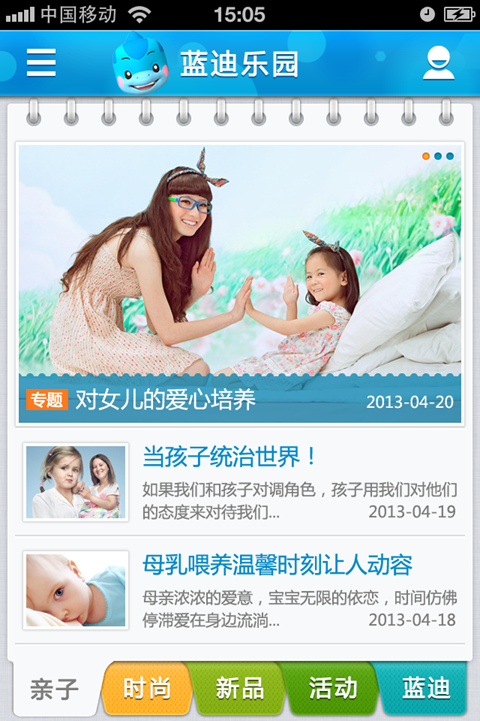 中国移动 15:05
蓝迪乐园
专题 对女儿的爱心培养 2013-04-20
当孩子统治世界！
如果我们和孩子对调角色，孩子用我们对他们
的态度来对待我们... 2013-04-19
母乳喂养温馨时刻让人动容
母亲浓浓的爱意，宝宝无限的依恋，时间仿佛
停滞爱在身边流淌... 2013-04-18
亲子 时尚 新品 活动 蓝迪